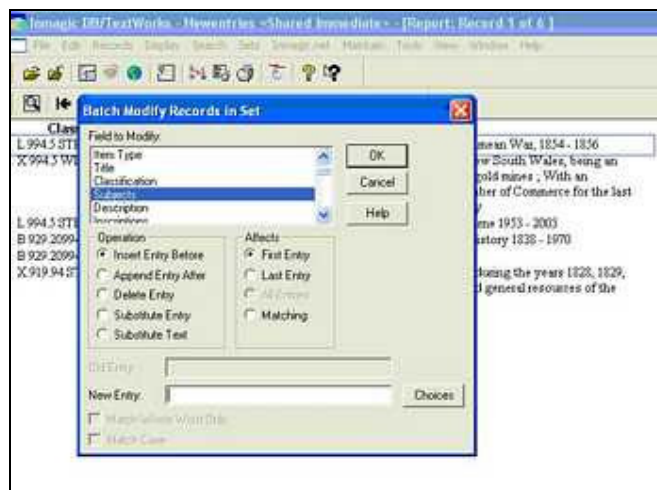 Inmagic DB/TextWorks - Newentries <Shared Immediate> - [Report: Record 1 of 6 ]
File Edit Records Display Search Sets Inmagic.net Maintain Tools View Window Help
Batch Modify Records in Set
Clas
Field to Modify:
L 994.5 STE
mean War, 1854 - 1856
Item Type
OK
X 994.5 WE
ew South Wales, being an
Title
gold mines ; With an
Classification
Cancel
ber of Commerce for the last
Subjects
Description
Help
Inscriptions
L 994.5 STE
me 1953 - 2003
Operation
Affects
B 929.2099
istory 1838 - 1970
Insert Entry Before
First Entry
B 929.2099
Append Entry After
Last Entry
X 919.94 S
during the years 1828, 1829,
Delete Entry
All Entries
d general resources of the
Substitute Entry
Matching
Substitute Text
Old Entry:
New Entry:
Choices
Match Whole Word Only
Match Case